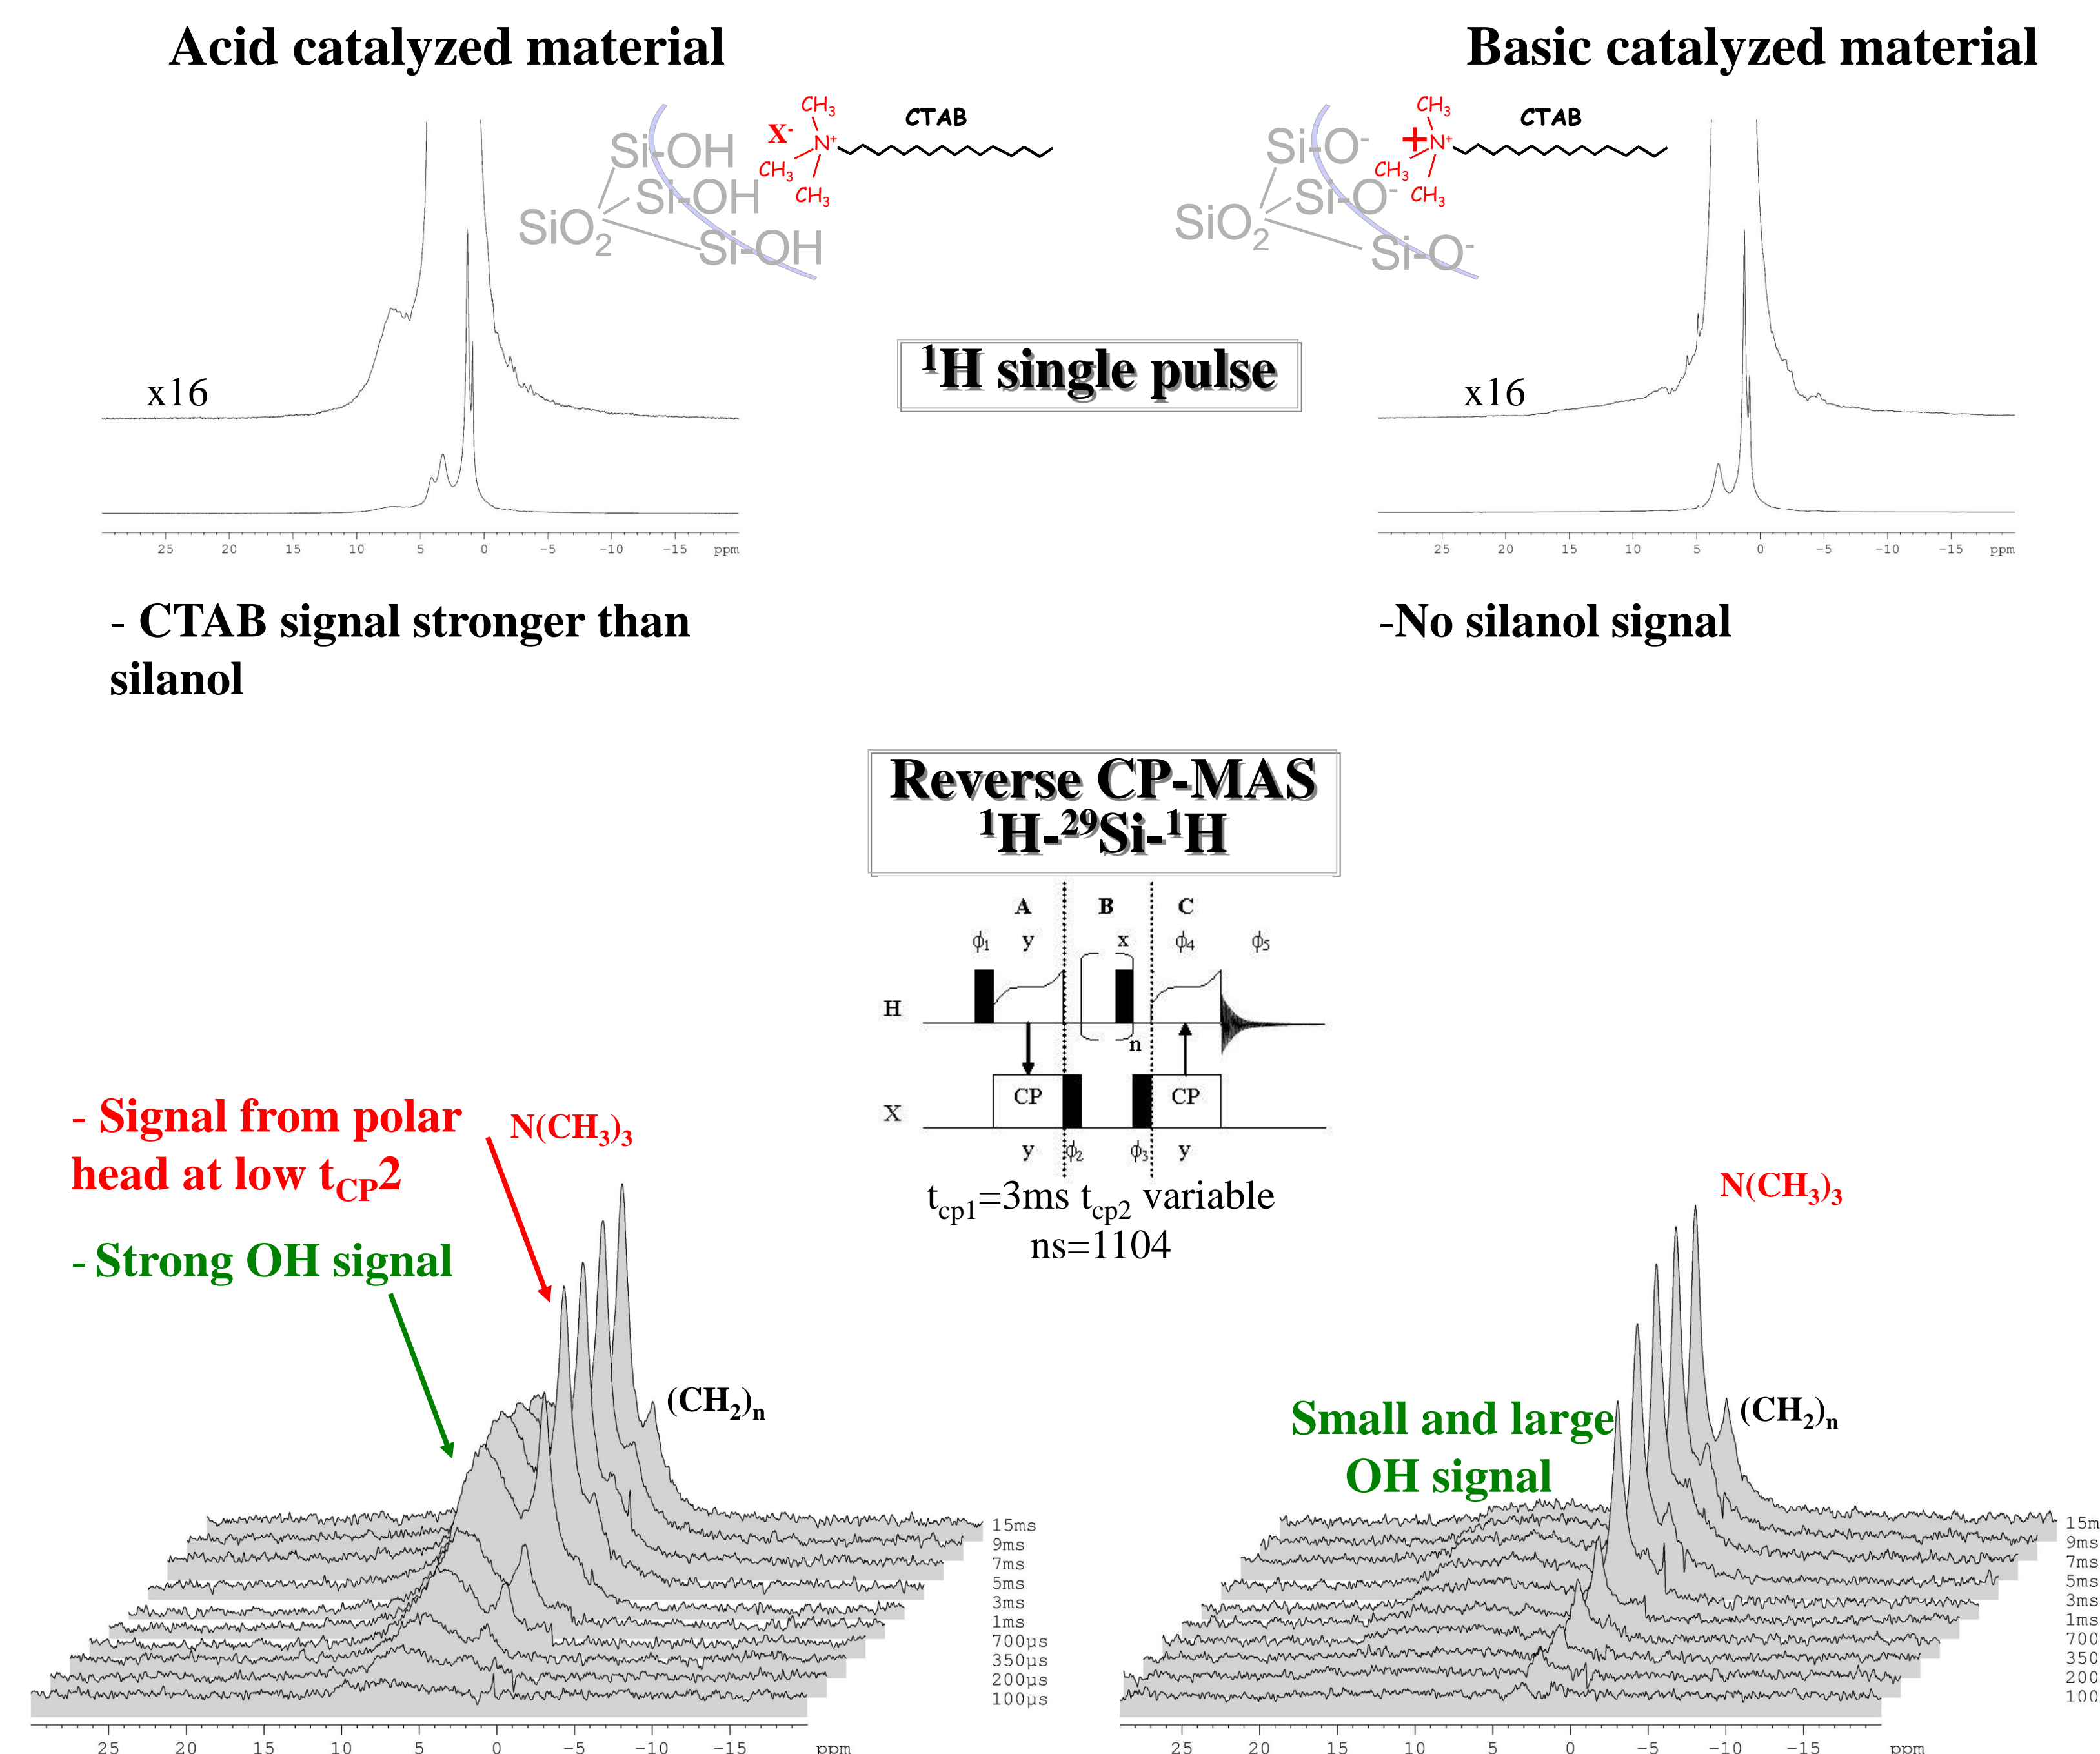 Acid catalyzed material
Basic catalyzed material
CH3
X-
N+
CH3
CH3
CTAB
Si-OH
Si-OH
SiO2
Si-OH
CH3
+
N+
CH3
CH3
CTAB
Si-O-
Si-O-
SiO2
Si-O-
x16
1H single pulse
x16
25 20 15 10 5 0 -5 -10 -15 ppm
25 20 15 10 5 0 -5 -10 -15 ppm
- CTAB signal stronger than
silanol
-No silanol signal
Reverse CP-MAS
1H-29Si-1H
A B C
ϕ1 y x ϕ4 ϕ5
H
n
CP CP
X
y ϕ2 ϕ3 y
tcp1=3ms tcp2 variable
ns=1104
- Signal from polar
head at low tCP2
N(CH3)3
- Strong OH signal
(CH2)n
15ms
9ms
7ms
5ms
3ms
1ms
700µs
350µs
200µs
100µs
25 20 15 10 5 0 -5 -10 -15 ppm
N(CH3)3
(CH2)n
Small and large
OH signal
15m
9ms
7ms
5ms
3ms
1ms
700
350
200
100
25 20 15 10 5 0 -5 -10 -15 ppm